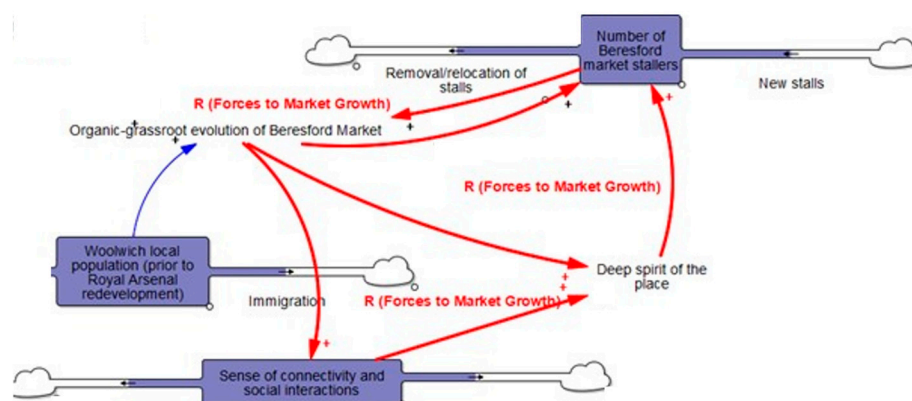 Number of
Beresford
market stallers
Removal/relocation of
stalls
New stalls
R (Forces to Market Growth)
+
+
+
Organic-grassroot evolution of Beresford Market
+
+
R (Forces to Market Growth)
Woolwich local
population (prior to
Royal Arsenal
redevelopment)
Immigration
Deep spirit of the
place
+
+
R (Forces to Market Growth)
+
Sense of connectivity and
social interactions